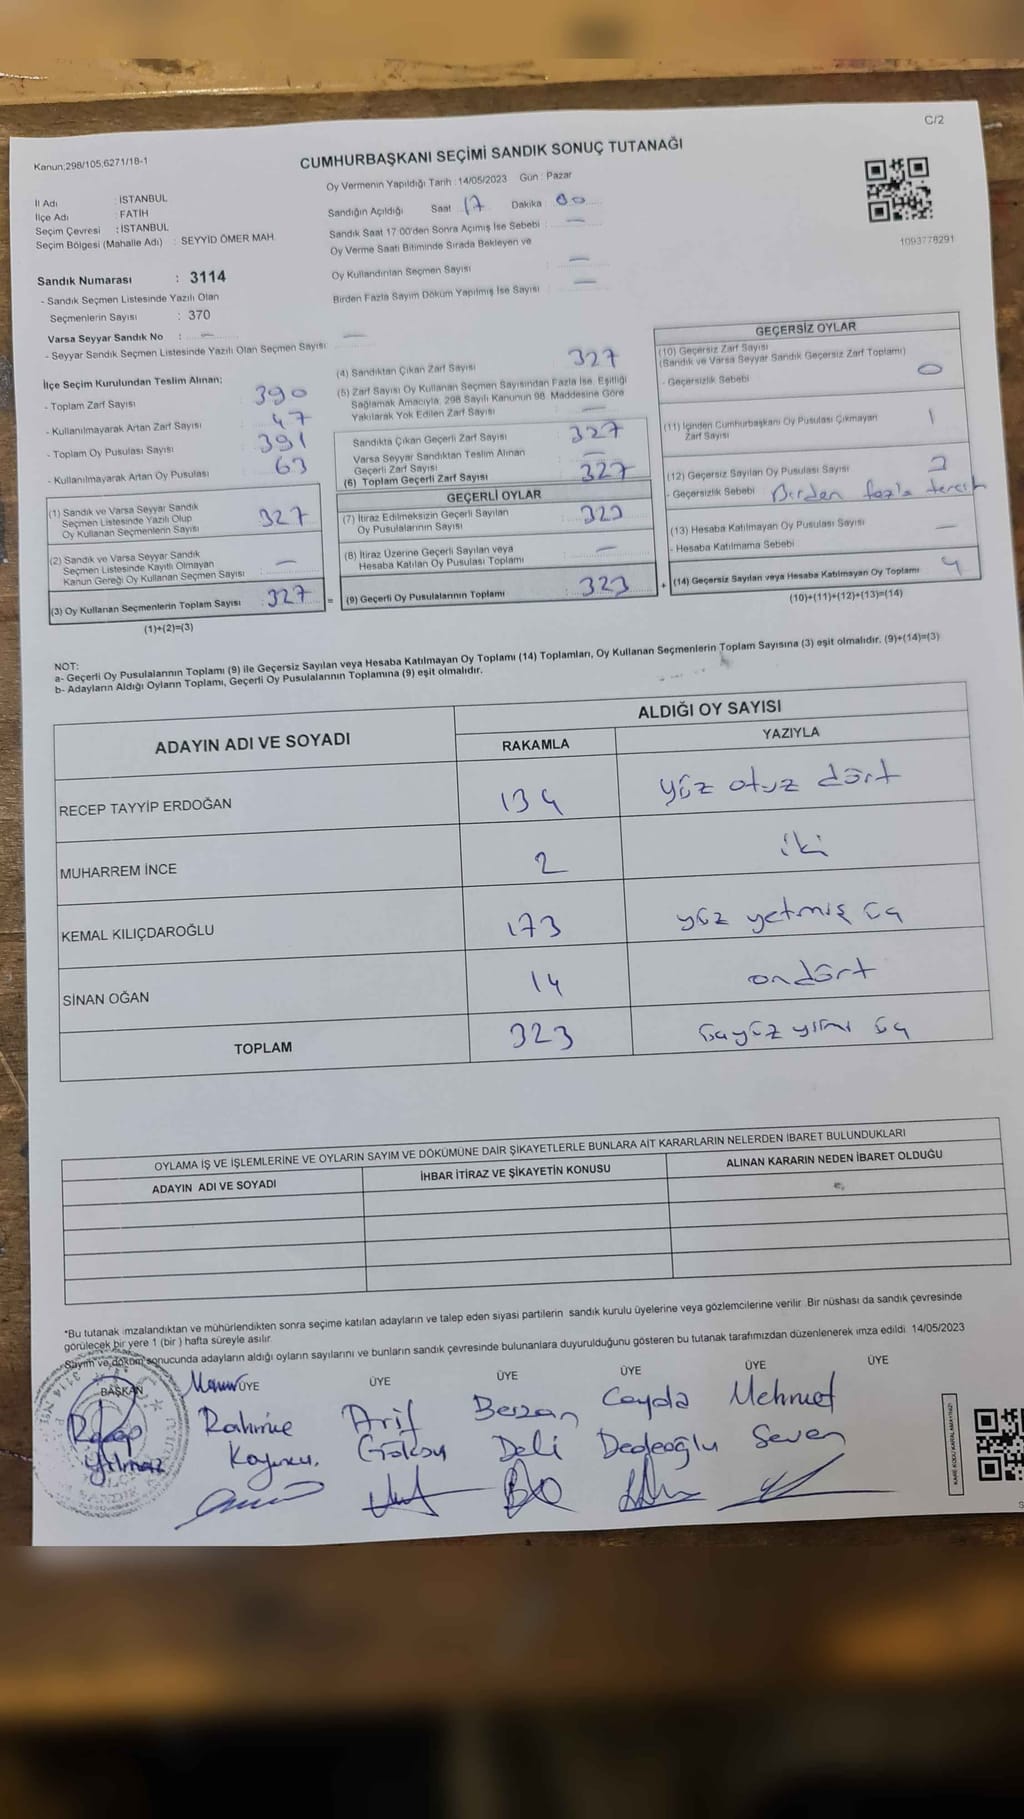 C/2
Kanun;298/105,6271/18-1
CUMHURBAŞKANI SEÇİMİ SANDIK SONUÇ TUTANAĞI
Oy Vermenin Yapıldığı Tarih : 14/05/2023 Gün : Pazar
İl Adı : İSTANBUL
İlçe Adı : FATİH
Seçim Çevresi : İSTANBUL
Seçim Bölgesi (Mahalle Adı) : SEYYİD ÖMER MAH.
Sandığın Açıldığı Saat 17 Dakika 00
Sandık Saat 17:00'den Sonra Açımış İse Sebebi : —
Oy Verme Saati Bitiminde Sırada Bekleyen ve
Oy Kullandırılan Seçmen Sayısı : —
Birden Fazla Sayım Döküm Yapılmış İse Sayısı : —
1093778291
Sandık Numarası : 3114
- Sandık Seçmen Listesinde Yazılı Olan
Seçmenlerin Sayısı : 370
Varsa Seyyar Sandık No : —
- Seyyar Sandık Seçmen Listesinde Yazılı Olan Seçmen Sayısı : —
İlçe Seçim Kurulundan Teslim Alınan;
- Toplam Zarf Sayısı : 390
- Kullanılmayarak Artan Zarf Sayısı : 47
- Toplam Oy Pusulası Sayısı : 391
- Kullanılmayarak Artan Oy Pusulası : 63
(1) Sandık ve Varsa Seyyar Sandık
Seçmen Listesinde Yazılı Olup
Oy Kullanan Seçmenlerin Sayısı : 327
(2) Sandık ve Varsa Seyyar Sandık
Seçmen Listesinde Kayıtlı Olmayan
Kanun Gereği Oy Kullanan Seçmen Sayısı : —
(3) Oy Kullanan Seçmenlerin Toplam Sayısı : 327 =
(1)+(2)=(3)
(4) Sandıktan Çıkan Zarf Sayısı 327
(5) Zarf Sayısı Oy Kullanan Seçmen Sayısından Fazla İse, Eşitliği
Sağlamak Amacıyla, 298 Sayılı Kanunun 98. Maddesine Göre
Yakılarak Yok Edilen Zarf Sayısı —
Sandıkta Çıkan Geçerli Zarf Sayısı 327
Varsa Seyyar Sandıktan Teslim Alınan
Geçerli Zarf Sayısı —
(6) Toplam Geçerli Zarf Sayısı 327
GEÇERLİ OYLAR
(7) İtiraz Edilmeksizin Geçerli Sayılan
Oy Pusulalarının Sayısı : 323
(8) İtiraz Üzerine Geçerli Sayılan veya
Hesaba Katılan Oy Pusulası Toplamı : —
(9) Geçerli Oy Pusulalarının Toplamı : 323 +
GEÇERSİZ OYLAR
(10) Geçersiz Zarf Sayısı
(Sandık ve Varsa Seyyar Sandık Geçersiz Zarf Toplamı) 0
- Geçersizlik Sebebi
(11) İçinden Cumhurbaşkanı Oy Pusulası Çıkmayan
Zarf Sayısı 1
(12) Geçersiz Sayılan Oy Pusulası Sayısı
- Geçersizlik Sebebi Birden fazla tercih
(13) Hesaba Katılmayan Oy Pusulası Sayısı —
- Hesaba Katılmama Sebebi
(14) Geçersiz Sayılan veya Hesaba Katılmayan Oy Toplamı 4
(10)+(11)+(12)+(13)=(14)
NOT:
a- Geçerli Oy Pusulalarının Toplamı (9) ile Geçersiz Sayılan veya Hesaba Katılmayan Oy Toplamı (14) Toplamları, Oy Kullanan Seçmenlerin Toplam Sayısına (3) eşit olmalıdır. (9)+(14)=(3)
b- Adayların Aldığı Oyların Toplamı, Geçerli Oy Pusulalarının Toplamına (9) eşit olmalıdır.
ADAYIN ADI VE SOYADI ALDIĞI OY SAYISI
RAKAMLA YAZIYLA
RECEP TAYYİP ERDOĞAN 134 yüz otuz dört
MUHARREM İNCE 2 iki
KEMAL KILIÇDAROĞLU 173 yüz yetmiş üç
SİNAN OĞAN 14 ondört
TOPLAM 323 üçyüz yirmi üç
OYLAMA İŞ VE İŞLEMLERİNE VE OYLARIN SAYIM VE DÖKÜMÜNE DAİR ŞİKAYETLERLE BUNLARA AİT KARARLARIN NELERDEN İBARET BULUNDUKLARI
ADAYIN ADI VE SOYADI İHBAR İTİRAZ VE ŞİKAYETİN KONUSU ALINAN KARARIN NEDEN İBARET OLDUĞU
*Bu tutanak imzalandıktan ve mühürlendikten sonra seçime katılan adayların ve talep eden siyasi partilerin sandık kurulu üyelerine veya gözlemcilerine verilir. Bir nüshası da sandık çevresinde
görülecek bir yere 1 (bir ) hafta süreyle asılır.
Sayım ve döküm sonucunda adayların aldığı oyların sayılarını ve bunların sandık çevresinde bulunanlara duyurulduğunu gösteren bu tutanak tarafımızdan düzenlenerek imza edildi. 14/05/2023
BAŞKAN ÜYE ÜYE ÜYE ÜYE ÜYE ÜYE
Rahmie Arif Berzan Cayda Mehmet
Yılmaz Göksu Deli Dedeoğlu Seven